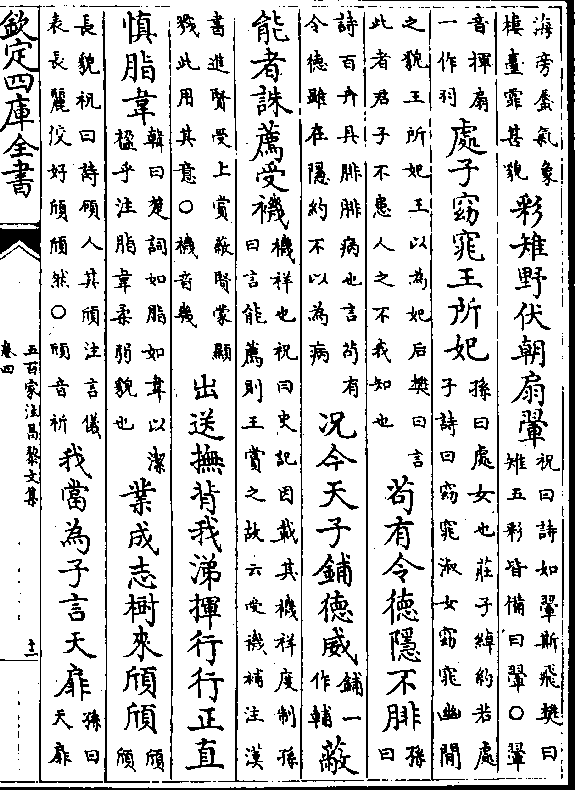 海旁蜃氣象樓臺霏甚貌彩雉野伏朝扇翬祝曰詩如翬斯飛樊曰雉五彩皆備曰翬○翬
音揮扇一作羽處子窈窕王所妃孫曰處女也莊子綽約若處子詩曰窈窕淑女窈窕幽閒
之貌王所妃王以為妃后樊曰言此者君子不患人之不我知也茍有令德隱不腓孫曰
詩百卉具腓腓病也言茍有令德雖在隱約不以為病況今天子鋪德威鋪一作輔蔽
能者誅薦受禨禨祥也祝曰史記因載其禨祥度制孫曰言能薦則王賞之故云受禨補注漢
書進賢受上賞蔽賢蒙顯戮此用其意○禨音幾出送撫背我涕揮行行正直
慎脂韋韓曰楚詞如脂如韋以潔楹乎注脂韋柔弱貌也業成志樹來頎頎頎頎
長貌祝曰詩碩人其頎注言儀表長麗佼好頎頎然○頎音祈我當為子言天扉孫曰天扉
欽定四庫全書
五百家注昌黎文集
卷四